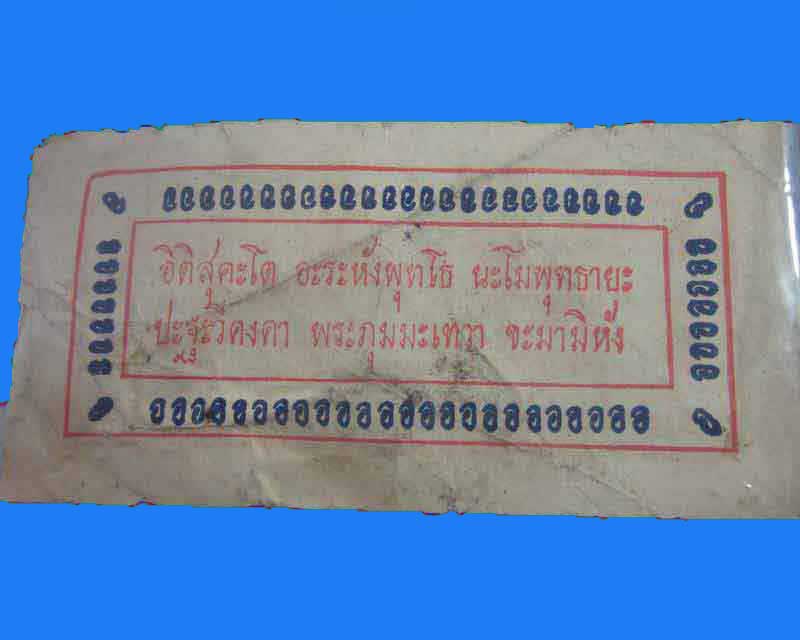 อิติสุคะโต อะระหังพุทโธ นะโมพุทธายะ
ปะฐะวีคงคา พระภุมมะเทวา ขะมามิหัง